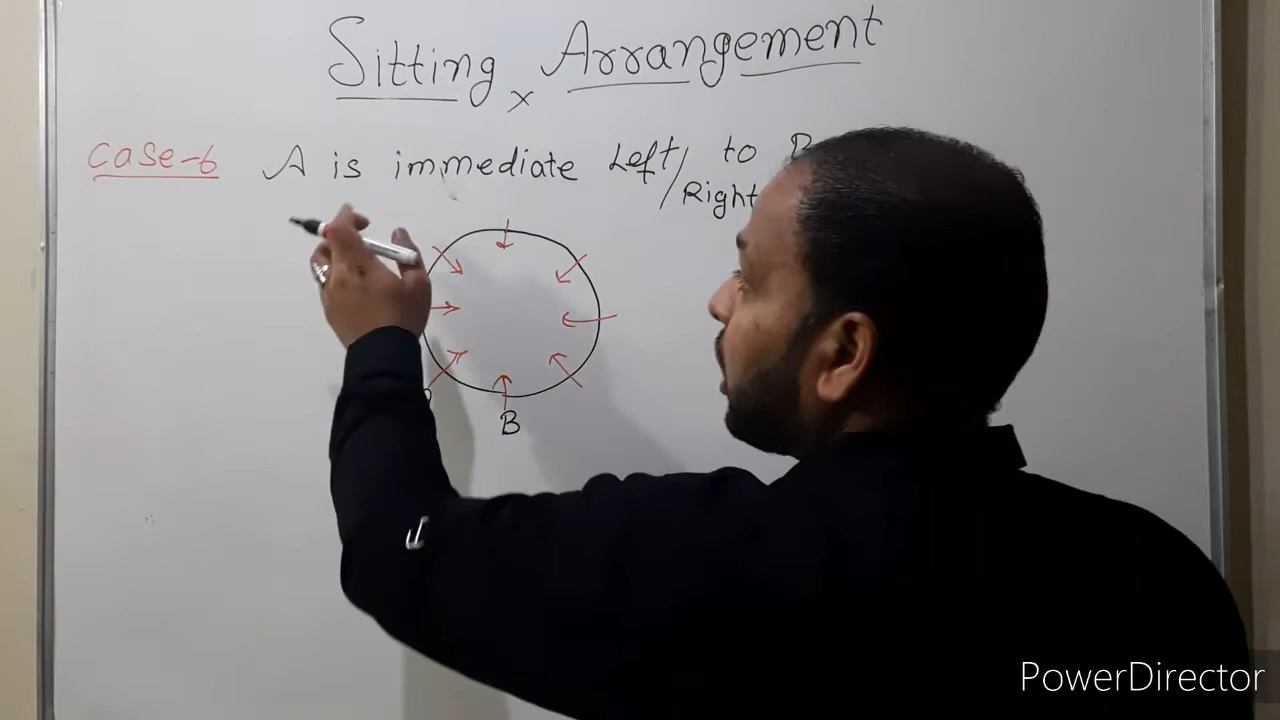 Sitting Arrangement
x
Case-6 A is immediate Left/ to B
/Right
B
PowerDirector